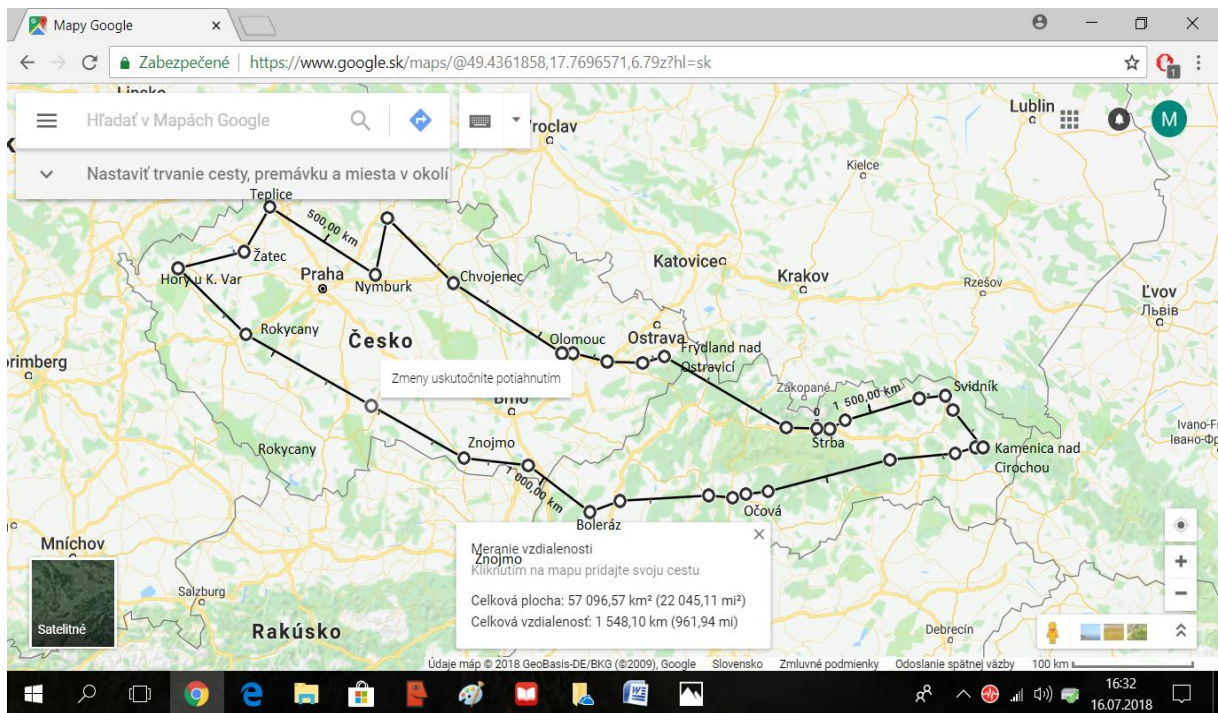 Mapy Google
Zabezpečené | https://www.google.sk/maps/@49.4361858,17.7696571,6.79z?hl=sk
1
Lipsko
Hľadať v Mapách Google
Nastaviť trvanie cesty, premávku a miesta v okolí
Lublin
M
Kielce
Teplice
500,00 km
Žatec
Hory u K. Var
Praha
Nymburk
Chvojenec
Katovice
Krakov
Rzešov
Ľvov
Львів
Rokycany
Česko
Olomouc
Ostrava
Frýdland nad
Ostravicí
Zmeny uskutočníte potiahnutím
Brno
Zakopané
0
1 500,00 km
Svidník
Štrba
Rokycany
Znojmo
Kamenica nad
Cirochou
1 000,00 km
Očová
Boleráz
Mníchov
Meranie vzdialenosti
Znojmo
Kliknutím na mapu pridajte svoju cestu
Celková plocha: 57 096,57 km² (22 045,11 mi²)
Celková vzdialenosť: 1 548,10 km (961,94 mi)
Salzburg
Satelitné
Rakúsko
Debrecín
Údaje máp © 2018 GeoBasis-DE/BKG (©2009), Google Slovensko Zmluvné podmienky Odoslanie spätnej väzby 100 km
16:32
16.07.2018